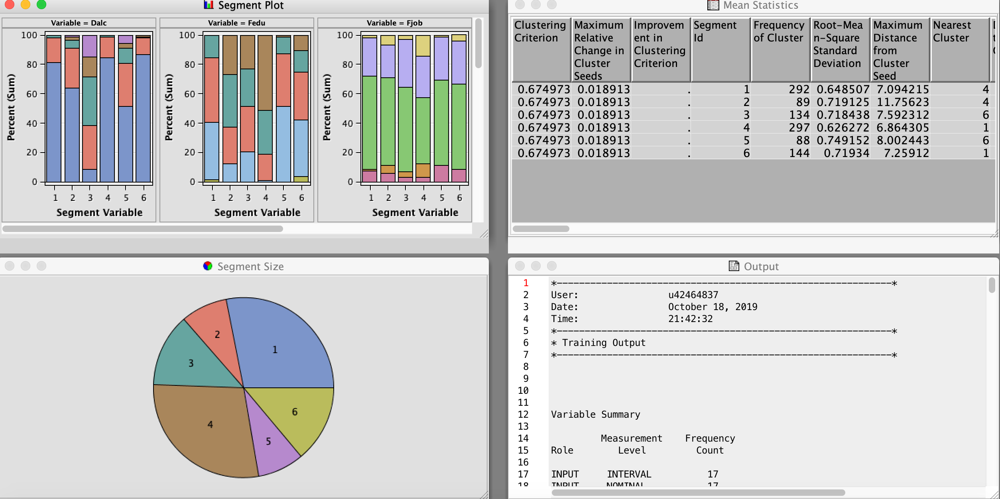 Segment Plot
Variable = Dalc
Variable = Fedu
Variable = Fjob
100
80
60
40
20
0
Percent (Sum)
1 2 3 4 5 6
Segment Variable
100
80
60
40
20
0
Percent (Sum)
1 2 3 4 5 6
Segment Variable
100
80
60
40
20
0
Percent (Sum)
1 2 3 4 5 6
Segment Variable
Mean Statistics
Clustering
Criterion
Maximum
Relative
Change in
Cluster
Seeds
Improvem
ent in
Clustering
Criterion
Segment
Id
Frequency
of Cluster
Root-Mea
n-Square
Standard
Deviation
Maximum
Distance
from
Cluster
Seed
Nearest
Cluster
0.674973 0.018913 . 1 292 0.648507 7.094215 4
0.674973 0.018913 . 2 89 0.719125 11.75623 4
0.674973 0.018913 . 3 134 0.718438 7.592312 6
0.674973 0.018913 . 4 297 0.626272 6.864305 1
0.674973 0.018913 . 5 88 0.749152 8.002443 6
0.674973 0.018913 . 6 144 0.71934 7.25912 1
Segment Size
1
2
3
4
5
6
Output
1 *------------------------------------------------------------*
2 User: u42464837
3 Date: October 18, 2019
4 Time: 21:42:32
5 *------------------------------------------------------------*
6 * Training Output
7 *------------------------------------------------------------*
8
9
10
11
12 Variable Summary
13
14 Measurement Frequency
15 Role Level Count
16
17 INPUT INTERVAL 17
18 INPUT NOMINAL 17